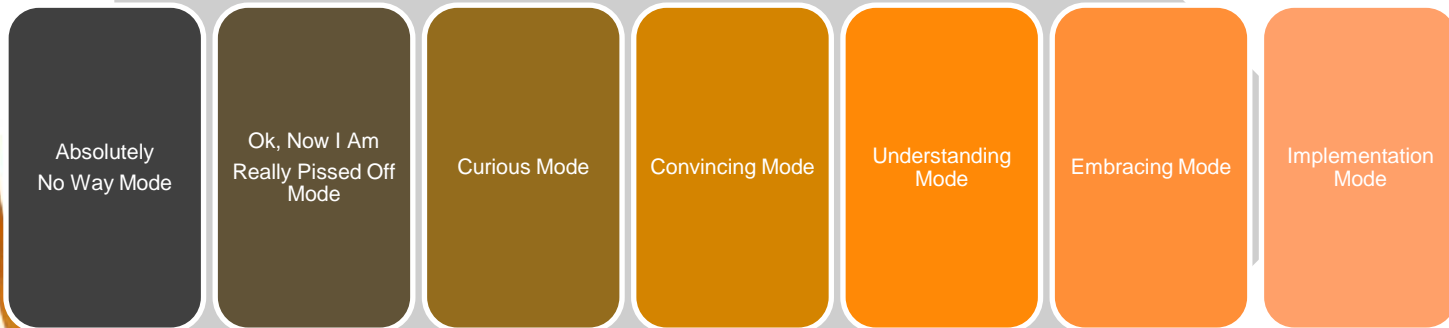 Absolutely
No Way Mode
Ok, Now I Am
Really Pissed Off
Mode
Curious Mode
Convincing Mode
Understanding
Mode
Embracing Mode
Implementation
Mode